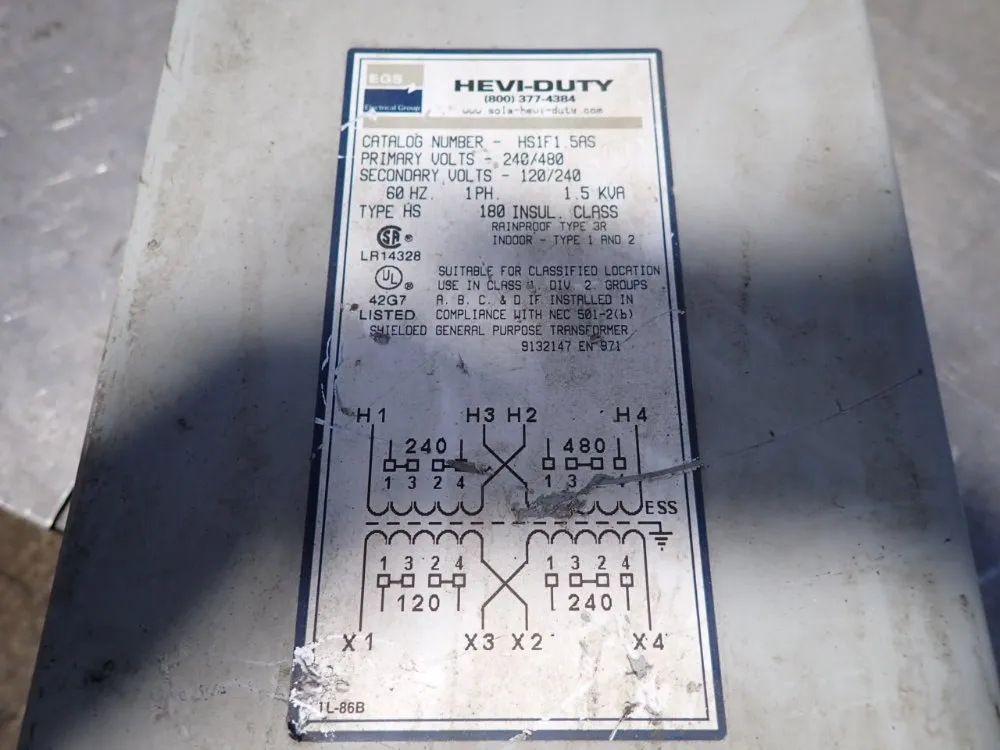 EGS
Electrical Group
HEVI-DUTY
(800) 377-4384
www.sola-hevi-duty.com
CATALOG NUMBER - HS1F1.5AS
PRIMARY VOLTS - 240/480
SECONDARY VOLTS - 120/240
60 HZ. 1PH. 1.5 KVA
TYPE HS 180 INSUL. CLASS
RAINPROOF TYPE 3R
INDOOR - TYPE 1 AND 2
SA ®
LR14328
UL ®
42G7
LISTED
SUITABLE FOR CLASSIFIED LOCATION
USE IN CLASS 1, DIV 2 GROUPS
A. B. C. & D IF INSTALLED IN
COMPLIANCE WITH NEC 501-2(b)
SHIELDED GENERAL PURPOSE TRANSFORMER
9132147 EN 971
H1 H3 H2 H4
240 480
1 3 2 4 1 3
ESS
1 3 2 4 1 3 2 4
120 240
X1 X3 X2 X4
1L-86B